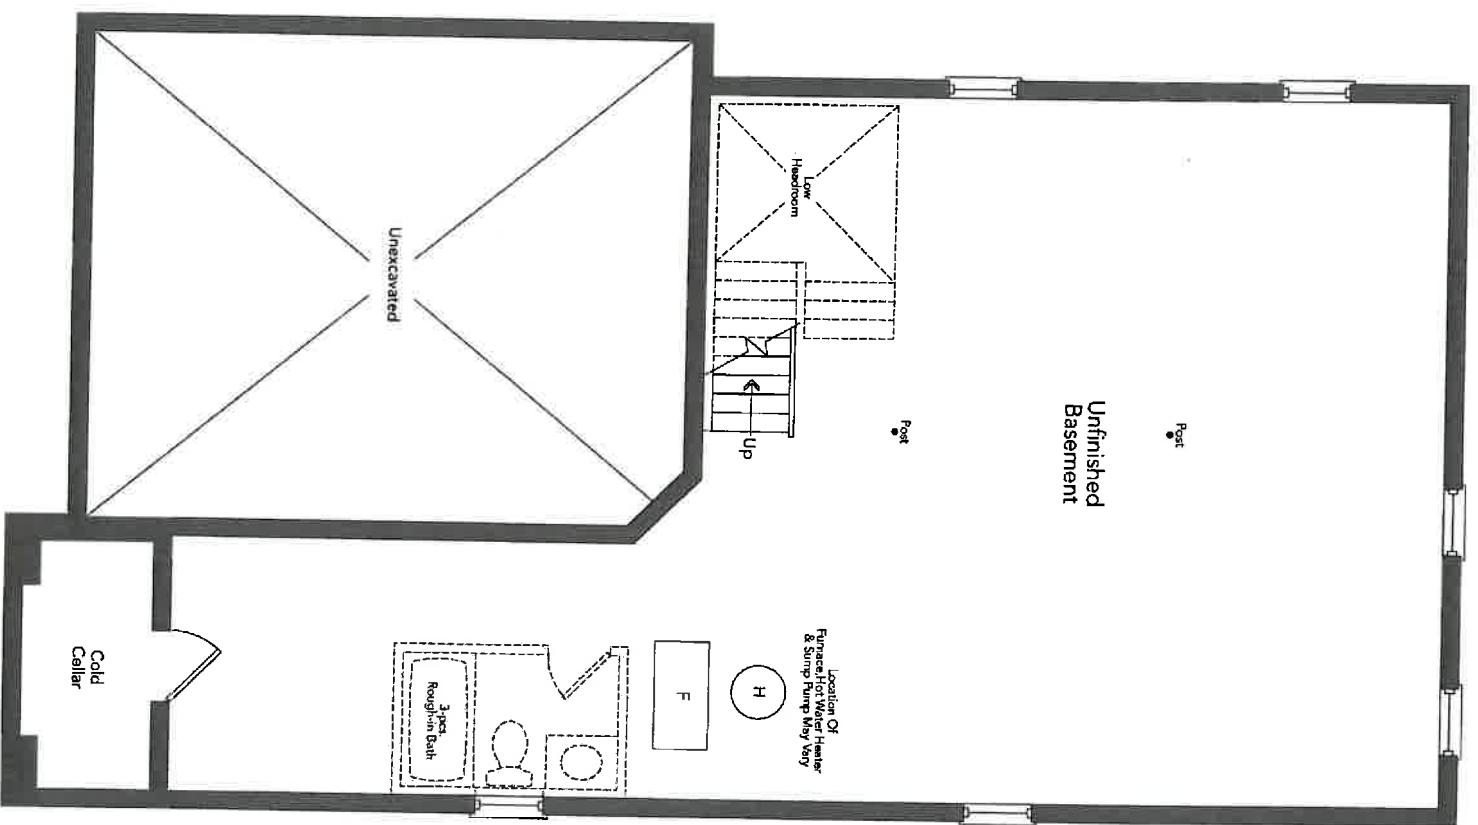 Low
Headroom
Unexcavated
Up
Post
Post
Unfinished
Basement
Location Of
Furnace,Hot Water Heater
& Sump Pump May Vary
H
F
3-pcs.
Rough-in Bath
Cold
Cellar